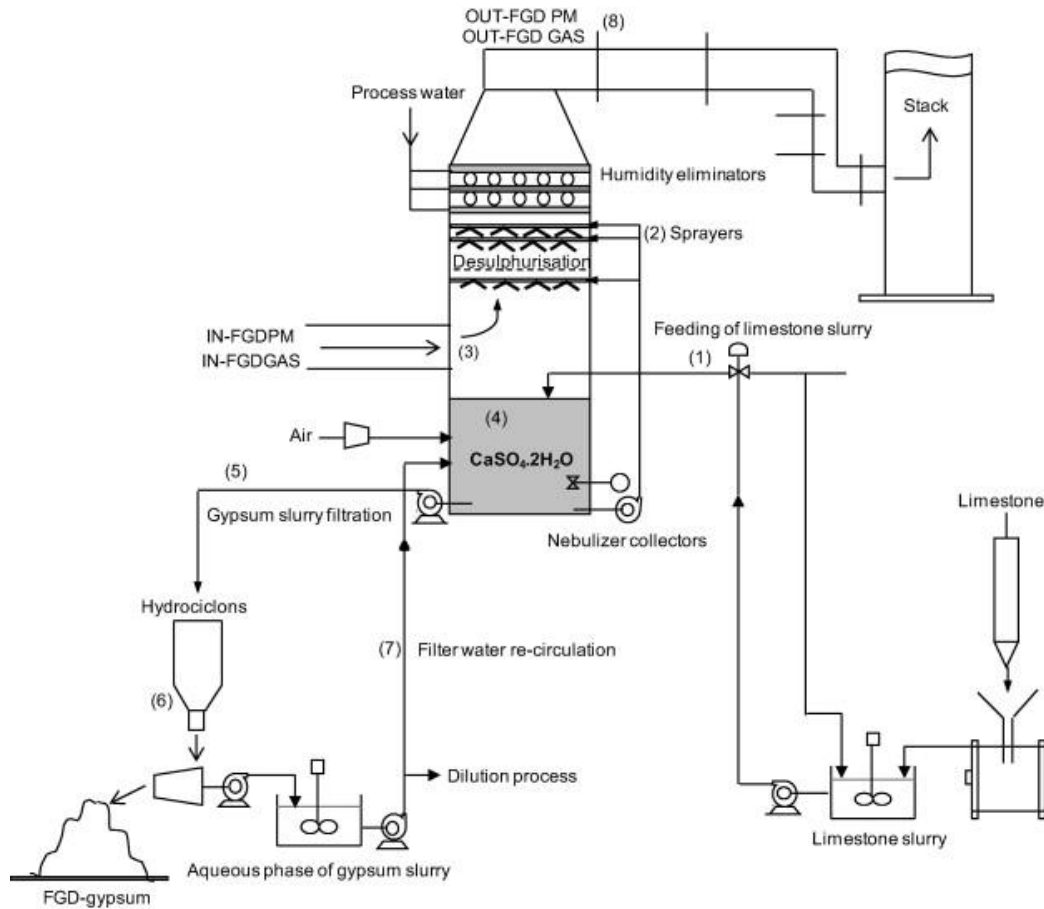 OUT-FGD PM
OUT-FGD GAS
(8)
Process water
Stack
Humidity eliminators
(2) Sprayers
Desulphurisation
IN-FGDPM
IN-FGDGAS
(3)
Feeding of limestone slurry
(1)
(4)
Air
CaSO₄.2H₂O
(5)
Gypsum slurry filtration
Nebulizer collectors
Limestone
Hydrociclons
(7)
Filter water re-circulation
(6)
Dilution process
Limestone slurry
Aqueous phase of gypsum slurry
FGD-gypsum